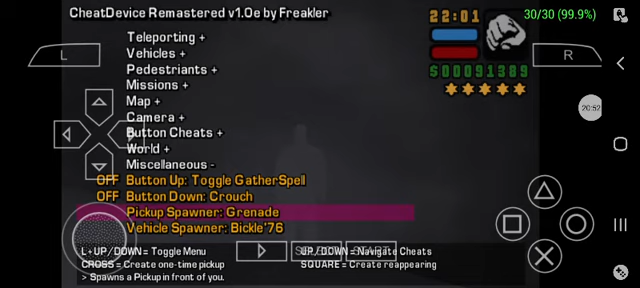 CheatDevice Remastered v1.0e by Freakler
22:01
30/30 (99.9%)
Teleporting +
Vehicles +
Pedestriants +
Missions +
Map +
Camera +
Button Cheats +
World +
Miscellaneous -
OFF Button Up: Toggle GatherSpell
OFF Button Down: Crouch
Pickup Spawner: Grenade
Vehicle Spawner: Bickle'76
L
R
$00091389
20:52
START
L+UP/DOWN = Toggle Menu
UP/DOWN = Navigate Cheats
CROSS = Create one-time pickup
SQUARE = Create reappearing
> Spawns a Pickup in front of you.